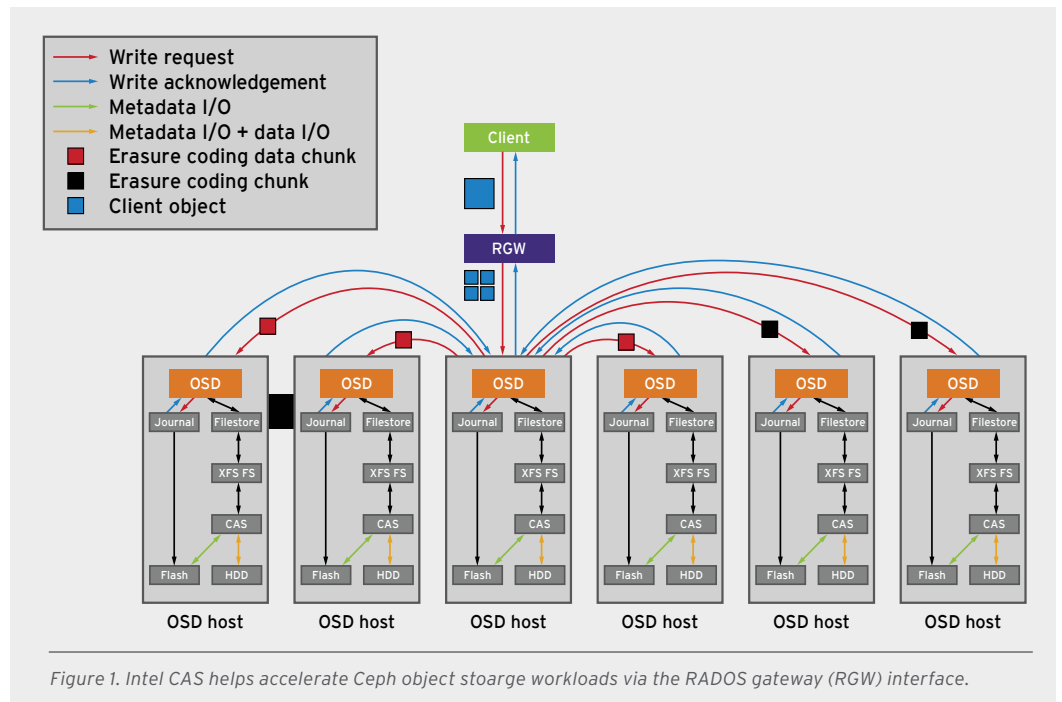 Write request
Write acknowledgement
Metadata I/O
Metadata I/O + data I/O
Erasure coding data chunk
Erasure coding chunk
Client object
Client
RGW
OSD OSD OSD OSD OSD OSD
Journal Filestore Journal Filestore Journal Filestore Journal Filestore Journal Filestore Journal Filestore
XFS FS XFS FS XFS FS XFS FS XFS FS XFS FS
CAS CAS CAS CAS CAS CAS
Flash HDD Flash HDD Flash HDD Flash HDD Flash HDD Flash HDD
OSD host OSD host OSD host OSD host OSD host OSD host
Figure 1. Intel CAS helps accelerate Ceph object stoarge workloads via the RADOS gateway (RGW) interface.